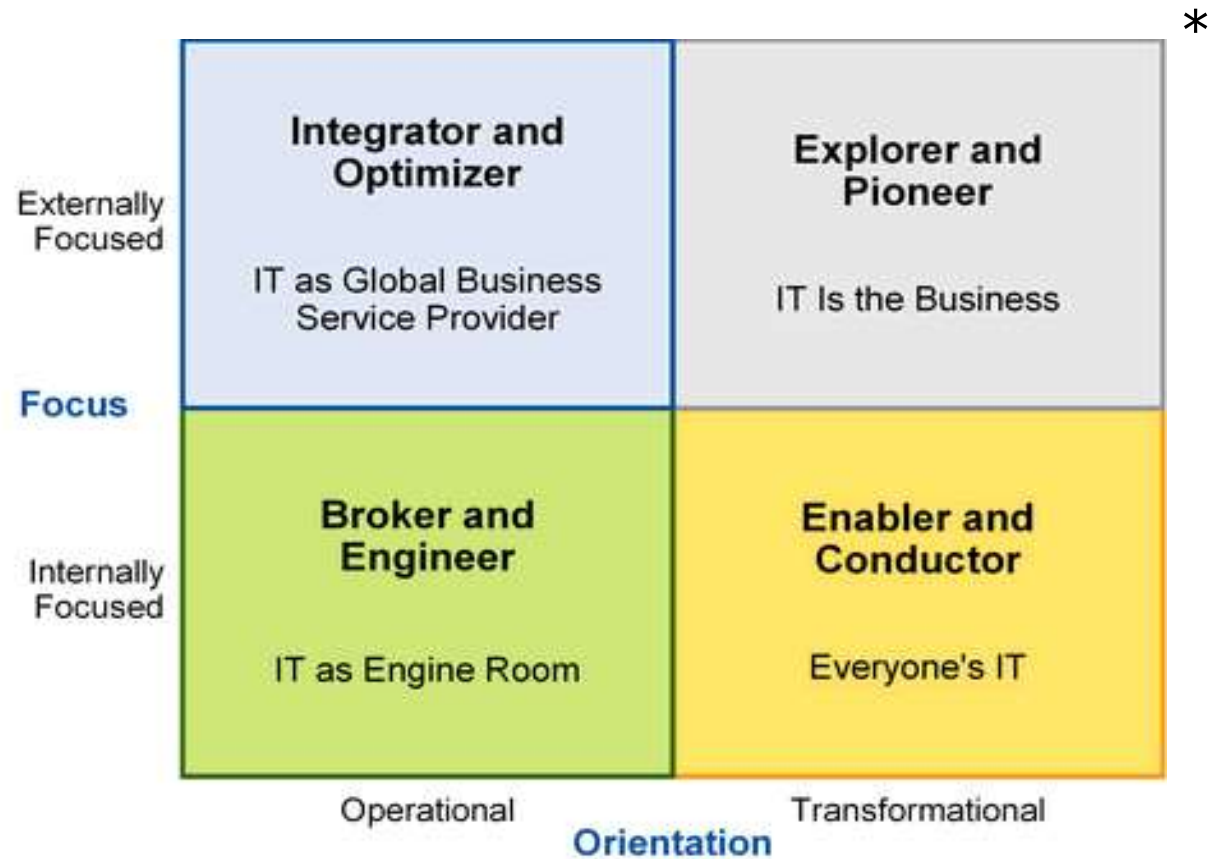 *
Integrator and
Optimizer
Explorer and
Pioneer
Externally
Focused
IT as Global Business
Service Provider
IT Is the Business
Focus
Broker and
Engineer
Enabler and
Conductor
Internally
Focused
IT as Engine Room
Everyone's IT
Operational
Transformational
Orientation